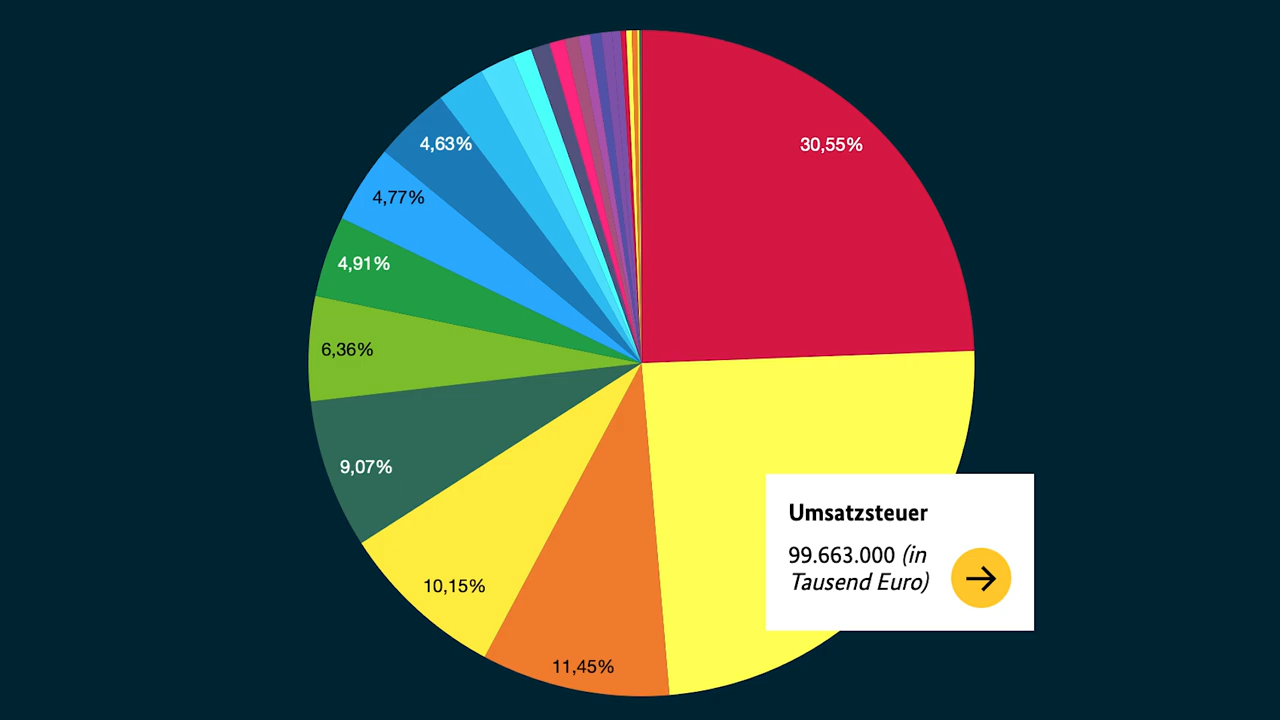 30,55%
4,63%
4,77%
4,91%
6,36%
9,07%
10,15%
11,45%
Umsatzsteuer
99.663.000 (in
Tausend Euro)